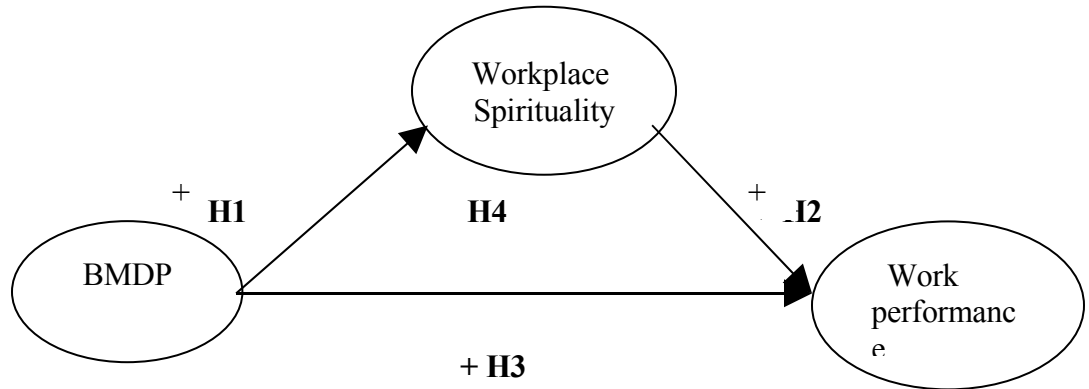 Workplace
Spirituality
+ H1
H4
+
BMDP
Work
performanc
e
+ H3